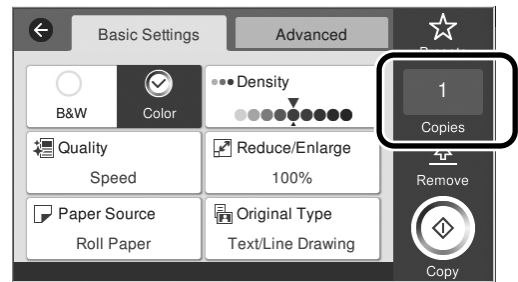 Basic Settings
Advanced
B&W
Color
Density
Quality
Speed
Reduce/Enlarge
100%
Paper Source
Roll Paper
Original Type
Text/Line Drawing
1
Copies
Remove
Copy